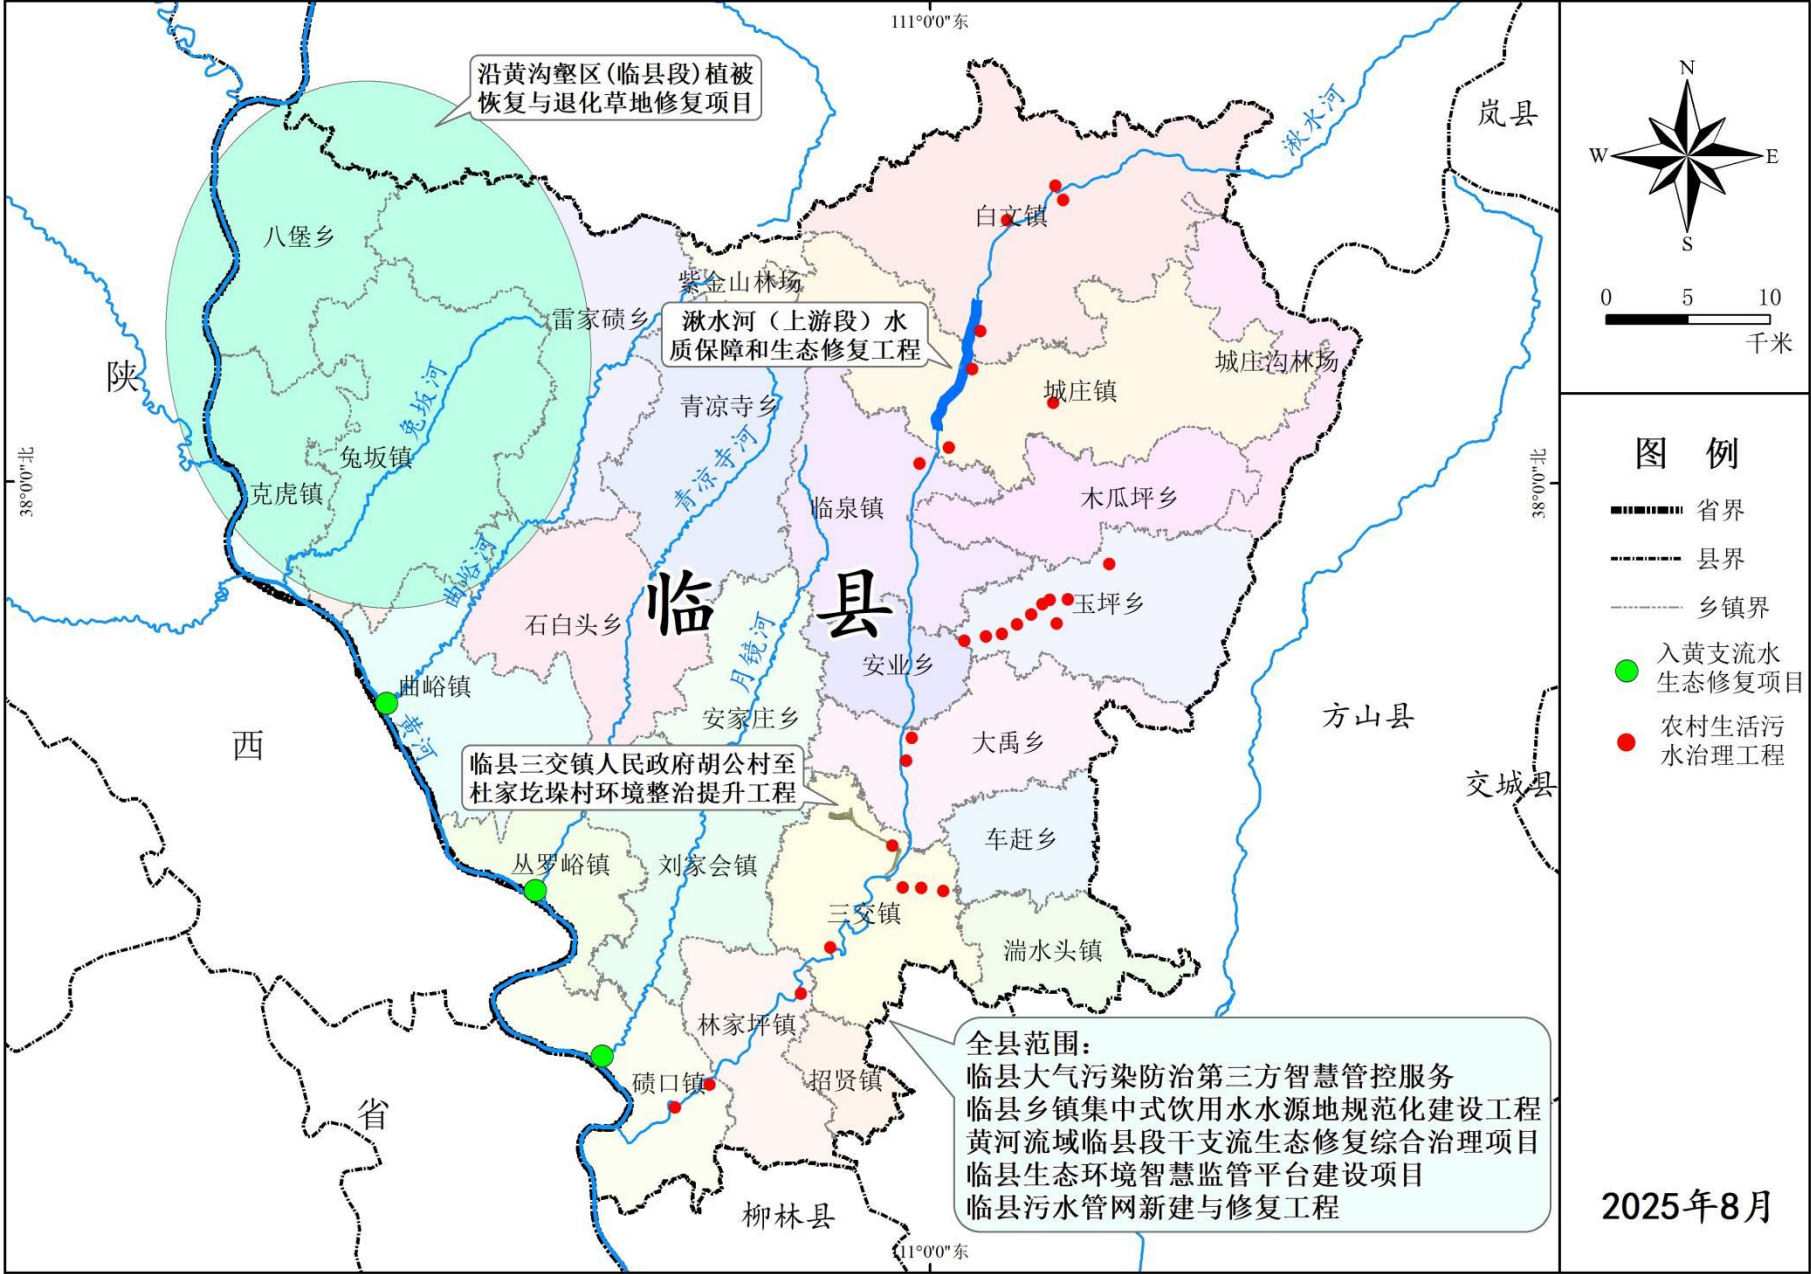 111°0'0"东
沿黄沟壑区(临县段)植被
恢复与退化草地修复项目
岚县
湫水河
N
W
E
S
八堡乡
白文镇
紫金山林场
雷家碛乡
湫水河（上游段）水
质保障和生态修复工程
0 5 10
千米
陕
城庄沟林场
城庄镇
青凉寺乡
兔坂河
兔坂镇
克虎镇
青凉寺河
临泉镇
木瓜坪乡
38°0'0"北
38°0'0"北
图 例
省界
县界
乡镇界
入黄支流水
生态修复项目
农村生活污
水治理工程
曲峪河
临 县
石白头乡
玉坪乡
月镜河
安业乡
曲峪镇
黄河
安家庄乡
大禹乡
方山县
西
临县三交镇人民政府胡公村至
杜家圪垛村环境整治提升工程
交城县
车赶乡
丛罗峪镇
刘家会镇
三交镇
湍水头镇
林家坪镇
碛口镇
招贤镇
省
全县范围：
临县大气污染防治第三方智慧管控服务
临县乡镇集中式饮用水水源地规范化建设工程
黄河流域临县段干支流生态修复综合治理项目
临县生态环境智慧监管平台建设项目
临县污水管网新建与修复工程
柳林县
111°0'0"东
2025年8月